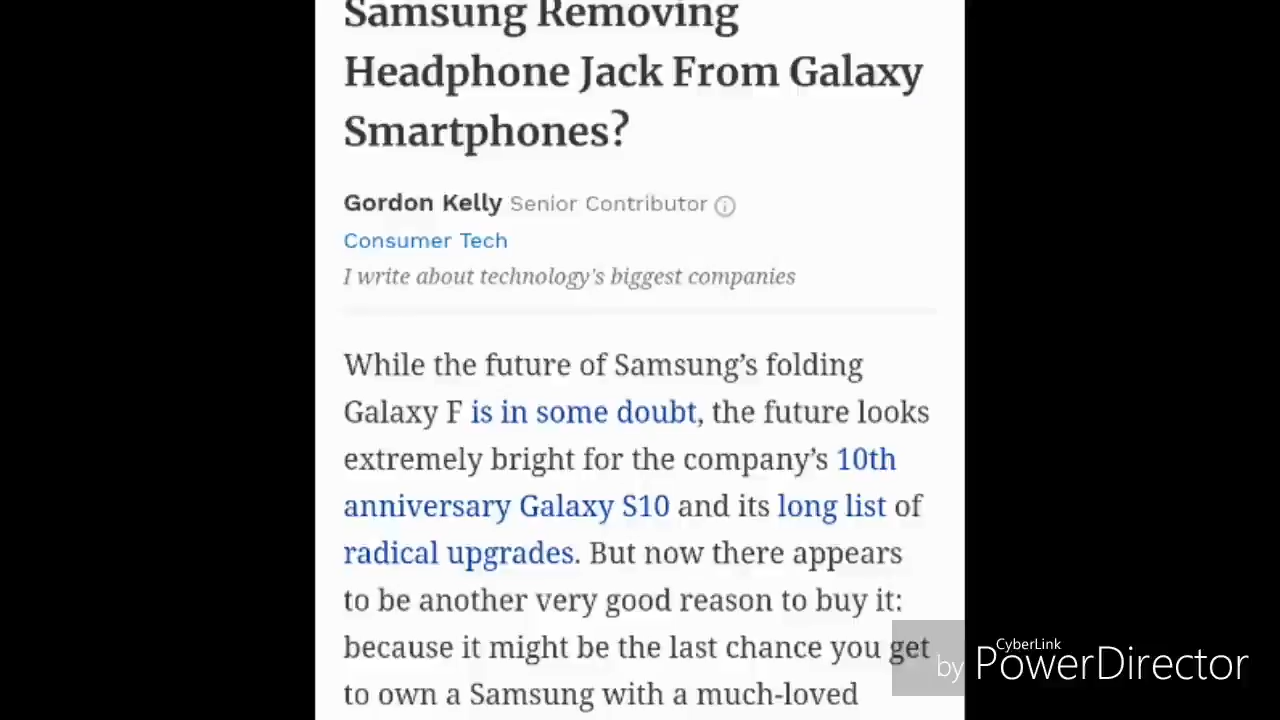 Samsung Removing
Headphone Jack From Galaxy
Smartphones?
Gordon Kelly Senior Contributor
Consumer Tech
I write about technology's biggest companies
While the future of Samsung’s folding
Galaxy F is in some doubt, the future looks
extremely bright for the company’s 10th
anniversary Galaxy S10 and its long list of
radical upgrades. But now there appears
to be another very good reason to buy it:
because it might be the last chance you get
to own a Samsung with a much-loved
CyberLink
by PowerDirector